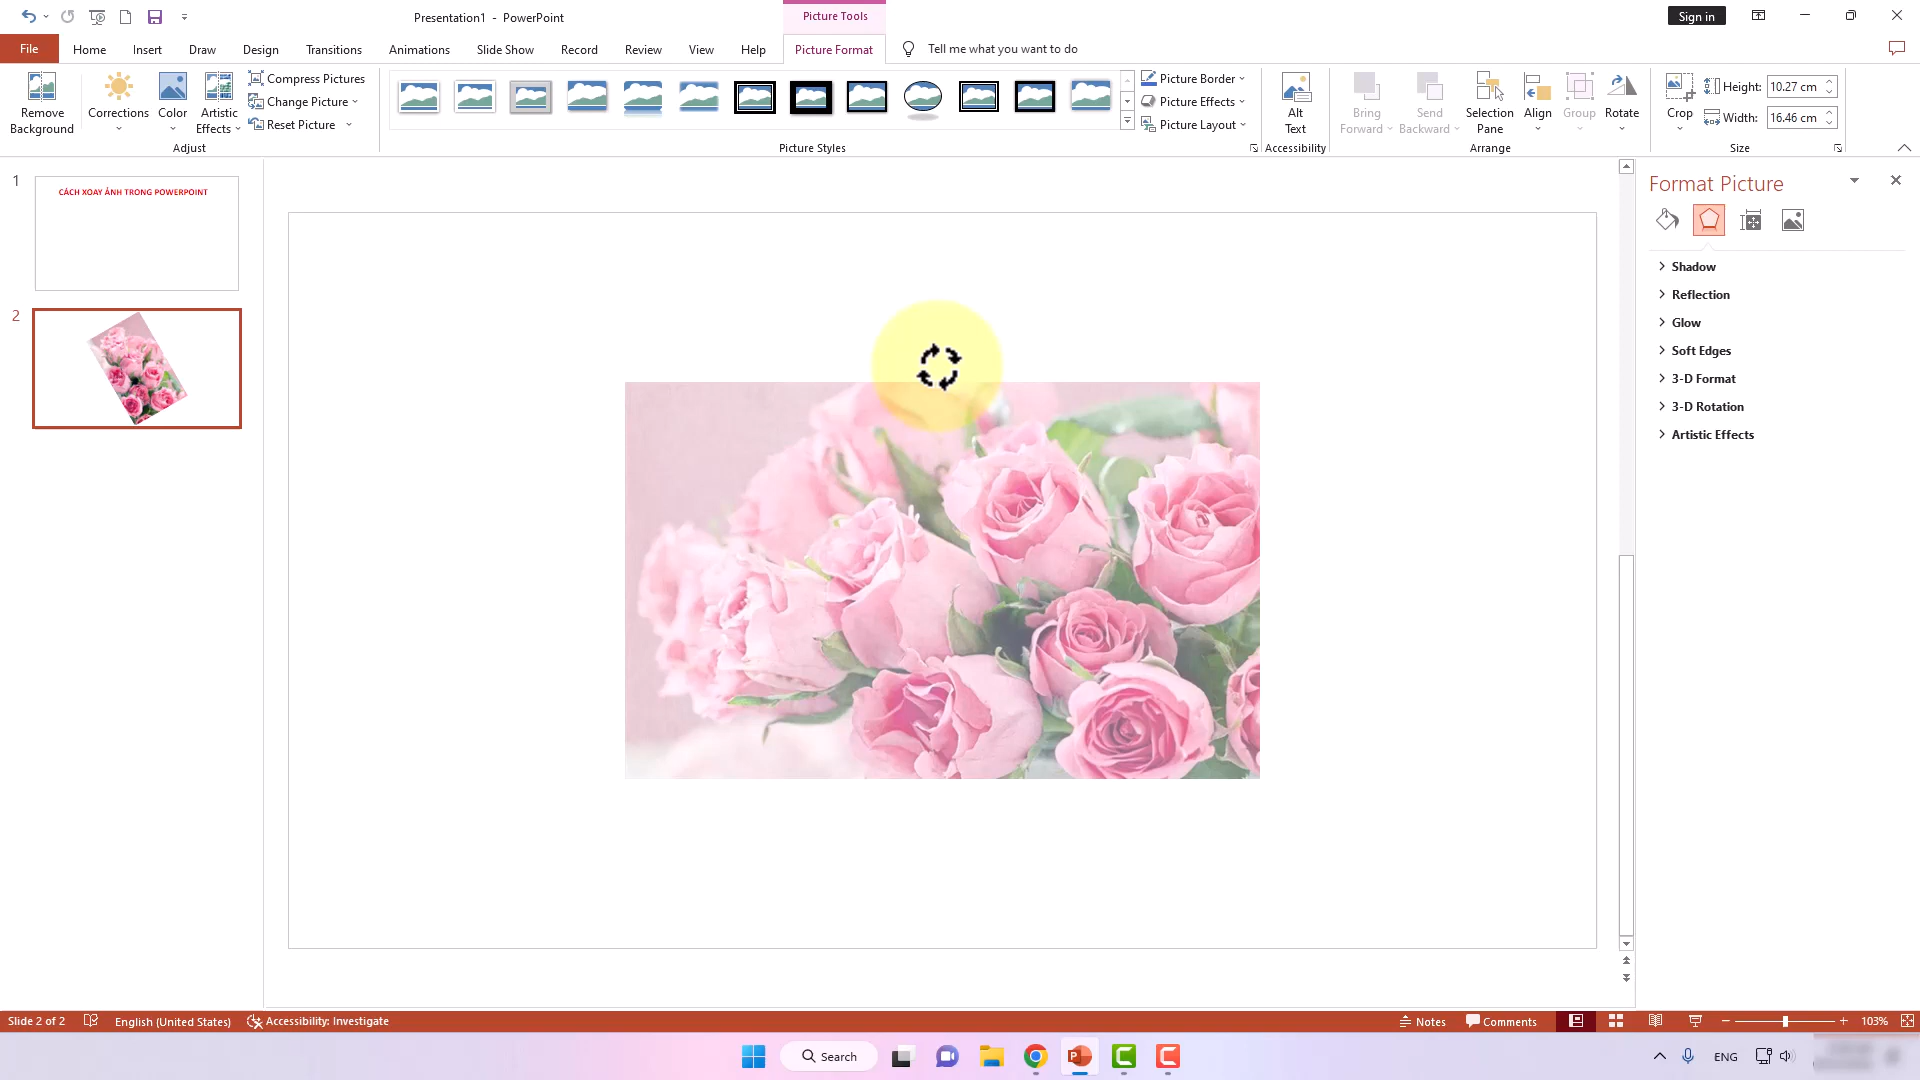 Presentation1 - PowerPoint
Picture Tools
Sign in
File Home Insert Draw Design Transitions Animations Slide Show Record Review View Help Picture Format Tell me what you want to do
Remove Background
Corrections
Color
Artistic Effects
Compress Pictures
Change Picture
Reset Picture
Adjust
Picture Styles
Picture Border
Picture Effects
Picture Layout
Alt Text
Accessibility
Bring Forward
Send Backward
Selection Pane
Align
Group
Rotate
Arrange
Crop
Height: 10.27 cm
Width: 16.46 cm
Size
1
CÁCH XOAY ẢNH TRONG POWERPOINT
2
Format Picture
Shadow
Reflection
Glow
Soft Edges
3-D Format
3-D Rotation
Artistic Effects
Slide 2 of 2 English (United States) Accessibility: Investigate Notes Comments 103%
Search
ENG